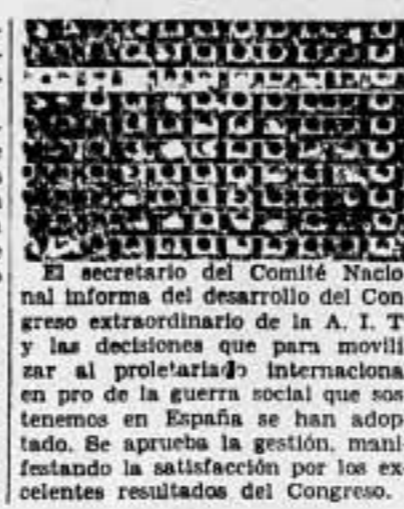 El secretario del Comité Nacio
nal informa del desarrollo del Con
greso extraordinario de la A. I. T
y las decisiones que para movili
zar al proletariado internaciona
en pro de la guerra social que sos
tenemos en España se han adop
tado. Se aprueba la gestión, mani
festando la satisfacción por los ex
celentes resultados del Congreso.